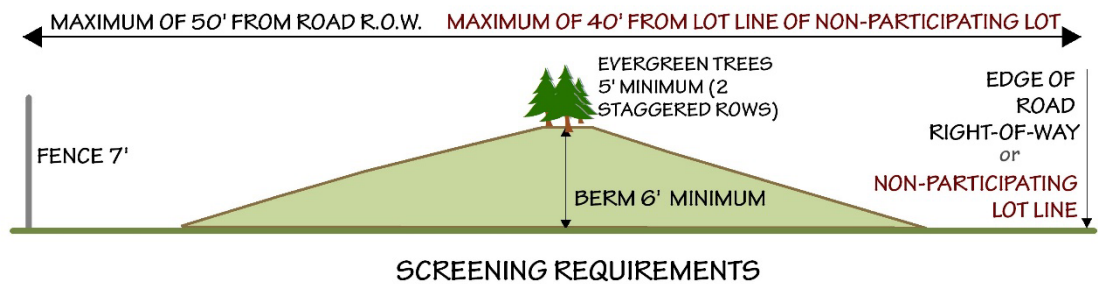 MAXIMUM OF 50' FROM ROAD R.O.W. MAXIMUM OF 40' FROM LOT LINE OF NON-PARTICIPATING LOT
EVERGREEN TREES
5' MINIMUM (2
STAGGERED ROWS)
EDGE OF
ROAD
RIGHT-OF-WAY
or
NON-PARTICIPATING
LOT LINE
FENCE 7'
BERM 6' MINIMUM
SCREENING REQUIREMENTS